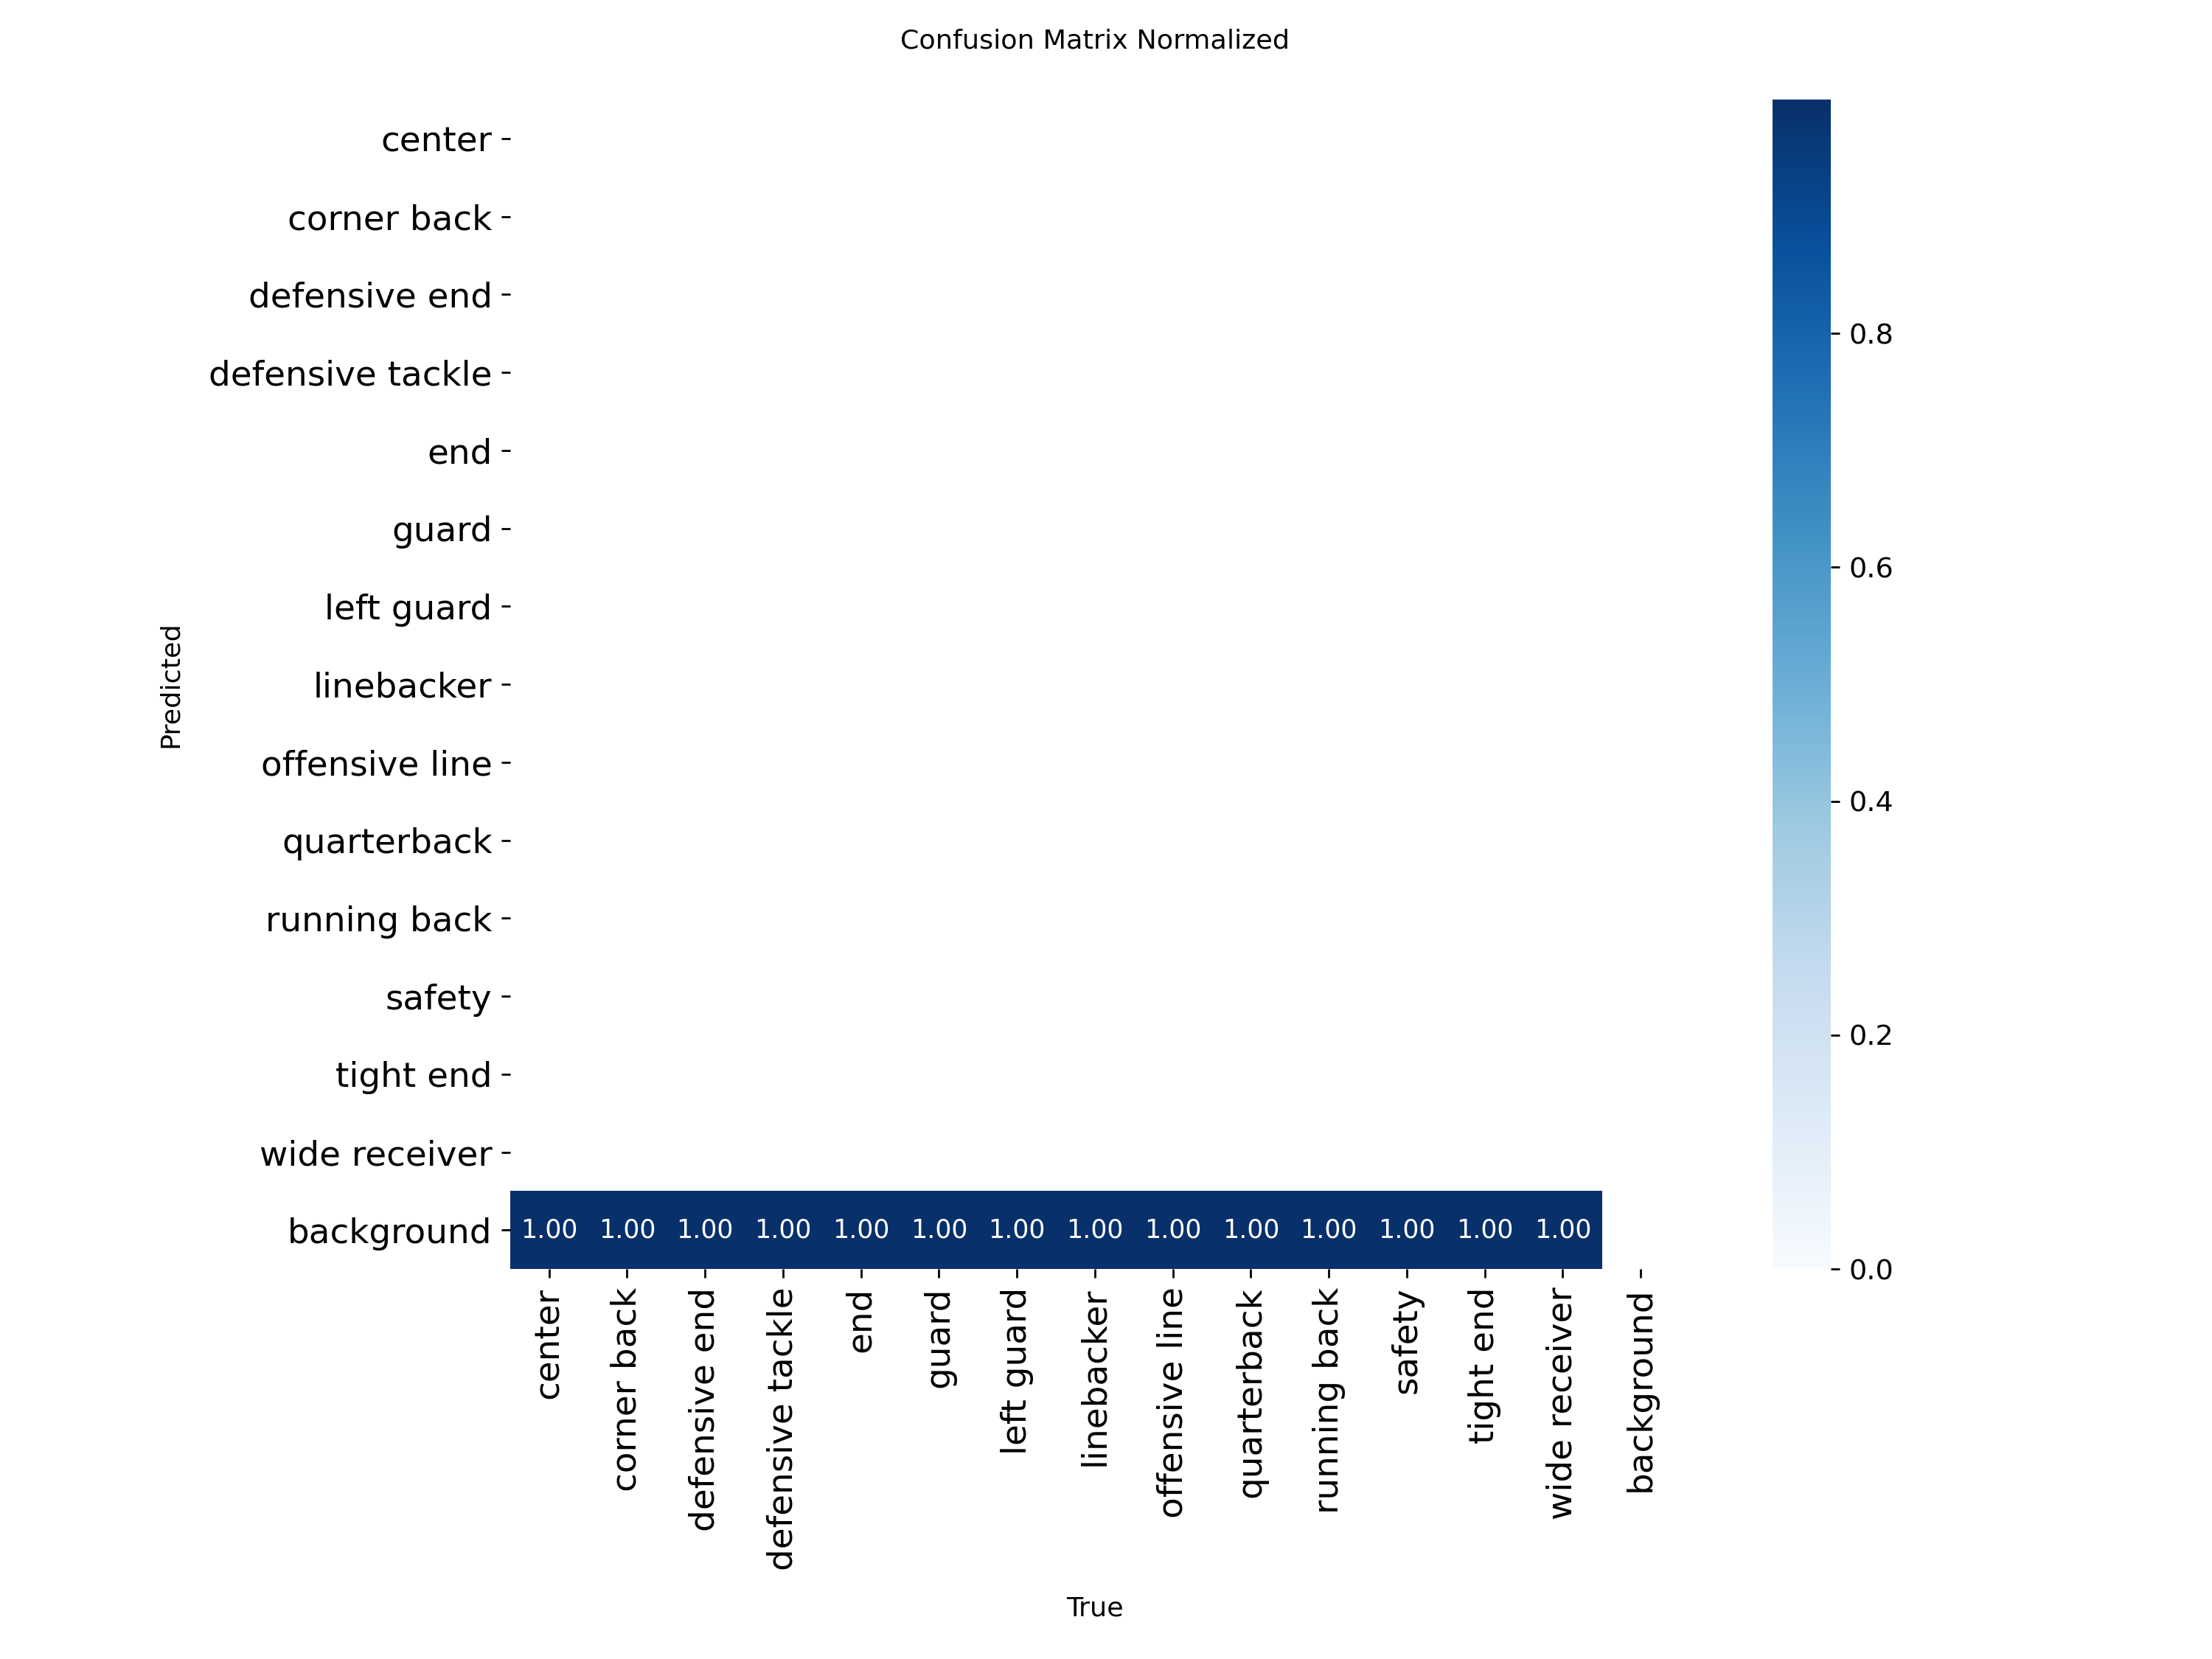 Confusion Matrix Normalized
center
corner back
defensive end
defensive tackle
end
guard
left guard
linebacker
offensive line
quarterback
running back
safety
tight end
wide receiver
background
Predicted
1.00 1.00 1.00 1.00 1.00 1.00 1.00 1.00 1.00 1.00 1.00 1.00 1.00 1.00
center
corner back
defensive end
defensive tackle
end
guard
left guard
linebacker
offensive line
quarterback
running back
safety
tight end
wide receiver
background
True
0.8
0.6
0.4
0.2
0.0